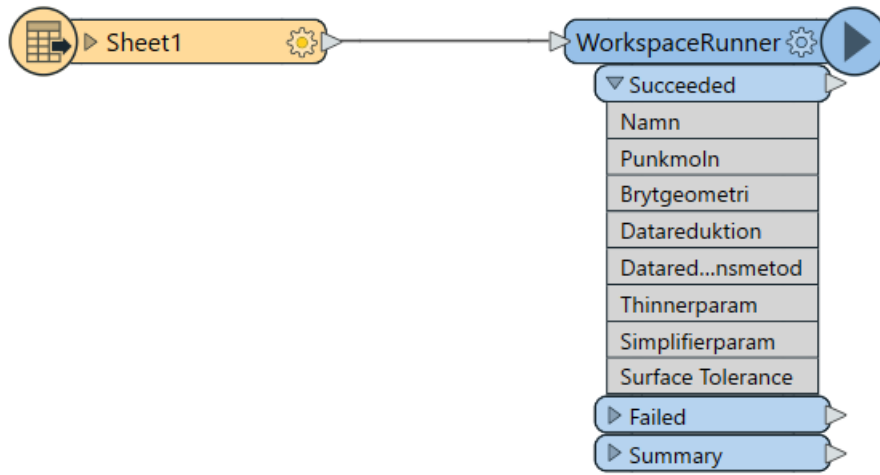 Sheet1
WorkspaceRunner
Succeeded
Namn
Punkmoln
Brytgeometri
Datareduktion
Datared...nsmetod
Thinnerparam
Simplifierparam
Surface Tolerance
Failed
Summary